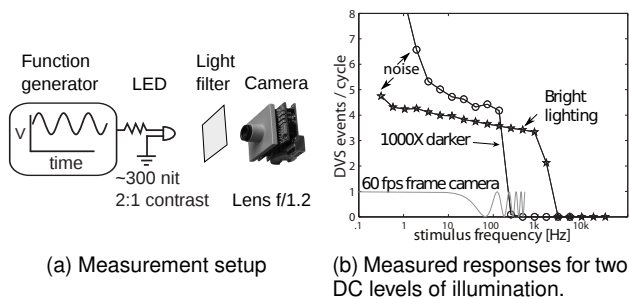 Function
generator
LED
Light
filter
Camera
V
time
~300 nit
2:1 contrast
Lens f/1.2
(a) Measurement setup
DVS events / cycle
8
7
6
5
4
3
2
1
0
noise
Bright
lighting
1000X darker
60 fps frame camera
.1 1 10 100 1k 10k
stimulus frequency [Hz]
(b) Measured responses for two
DC levels of illumination.